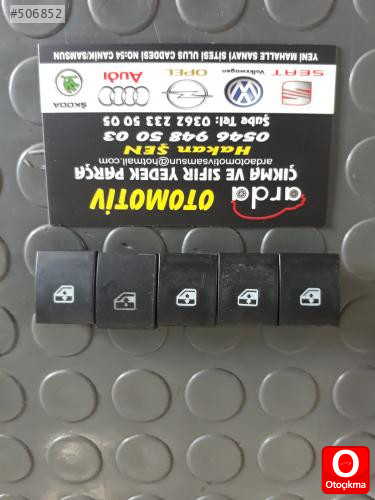 #506852
arda
OTOMOTİV
ÇIKMA VE SIFIR YEDEK PARÇA
ardaotomotivsamsun@hotmail.com
Hakan ŞEN
0546 948 50 03
Şube Tel: 0362 233 50 05
SEAT
Volkswagen
OPEL
Audi
ŠKODA
YENİ MAHALLE SANAYİ SİTESİ ULUS CADDESİ NO:54 CANİK/SAMSUN
Otoçıkma